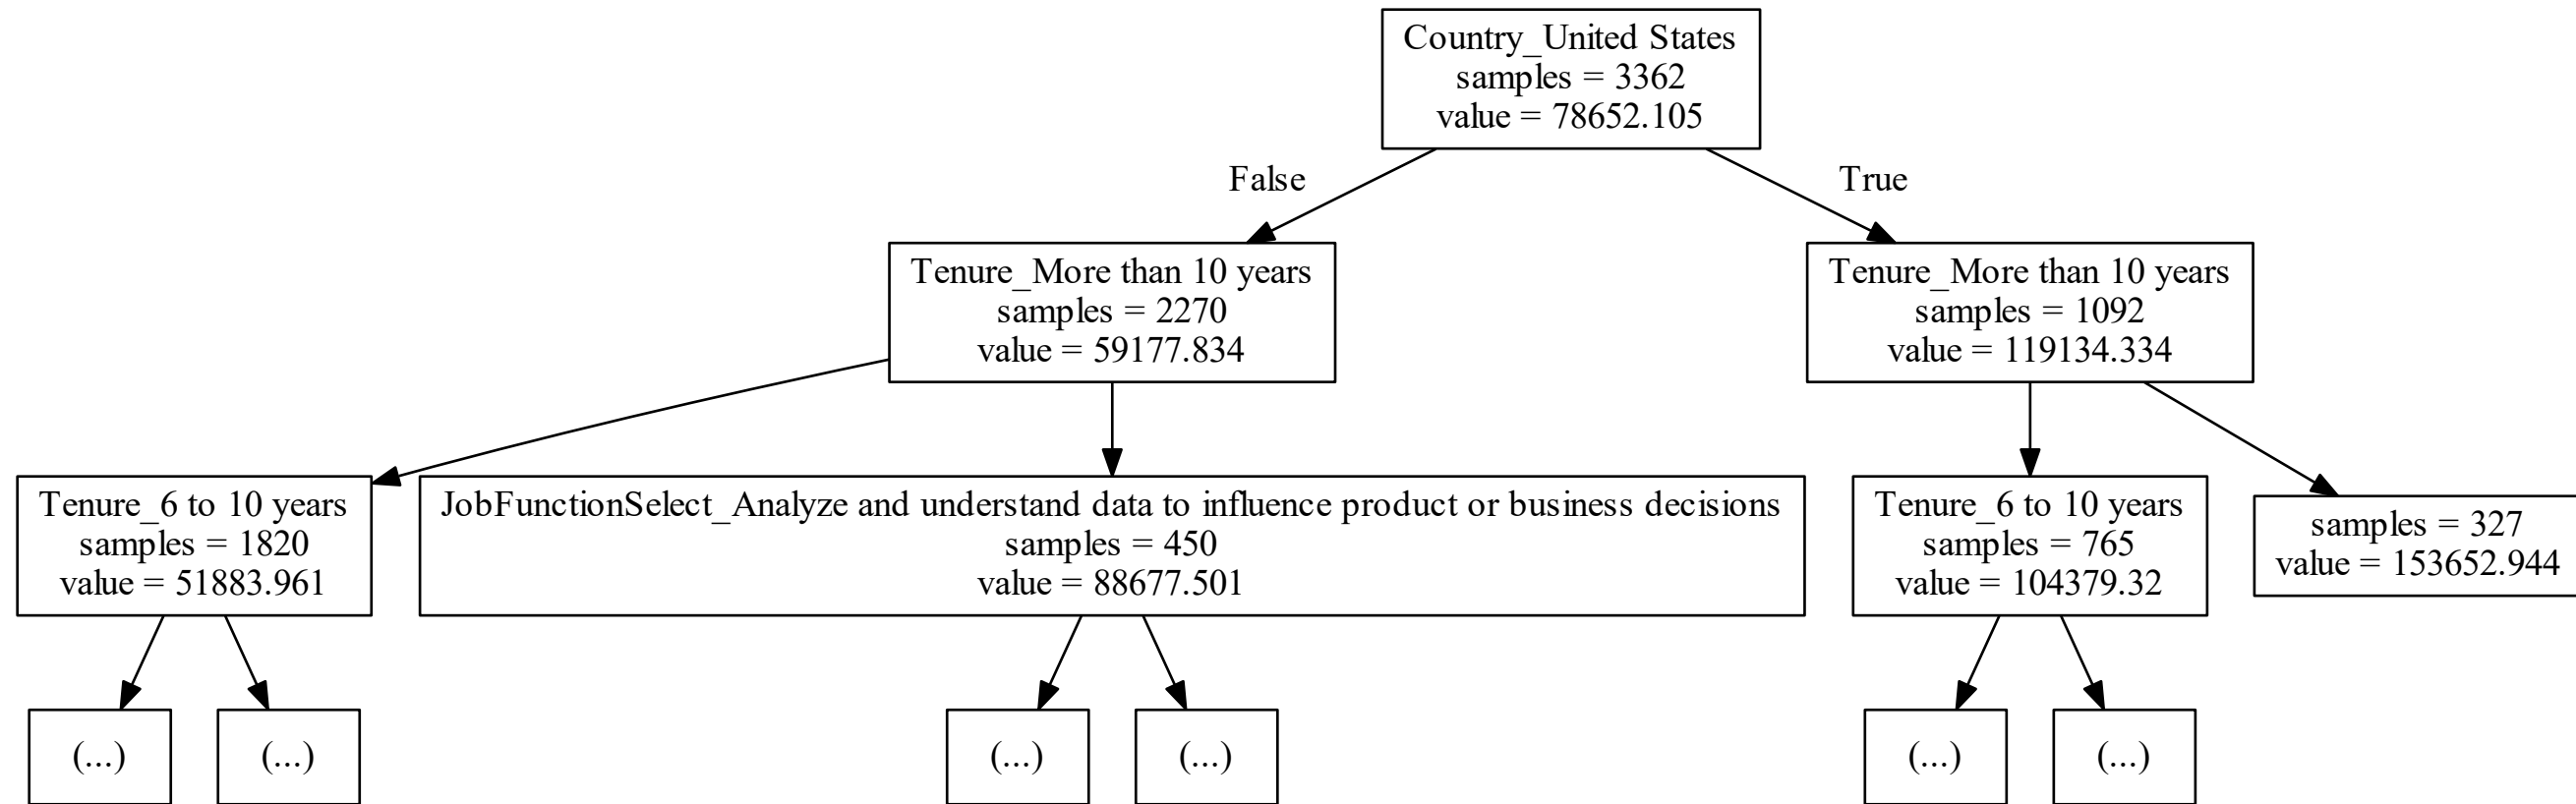 Country_United States
samples = 3362
value = 78652.105
False
True
Tenure_More than 10 years
samples = 2270
value = 59177.834
Tenure_More than 10 years
samples = 1092
value = 119134.334
Tenure_6 to 10 years
samples = 1820
value = 51883.961
JobFunctionSelect_Analyze and understand data to influence product or business decisions
samples = 450
value = 88677.501
Tenure_6 to 10 years
samples = 765
value = 104379.32
samples = 327
value = 153652.944
(...)
(...)
(...)
(...)
(...)
(...)